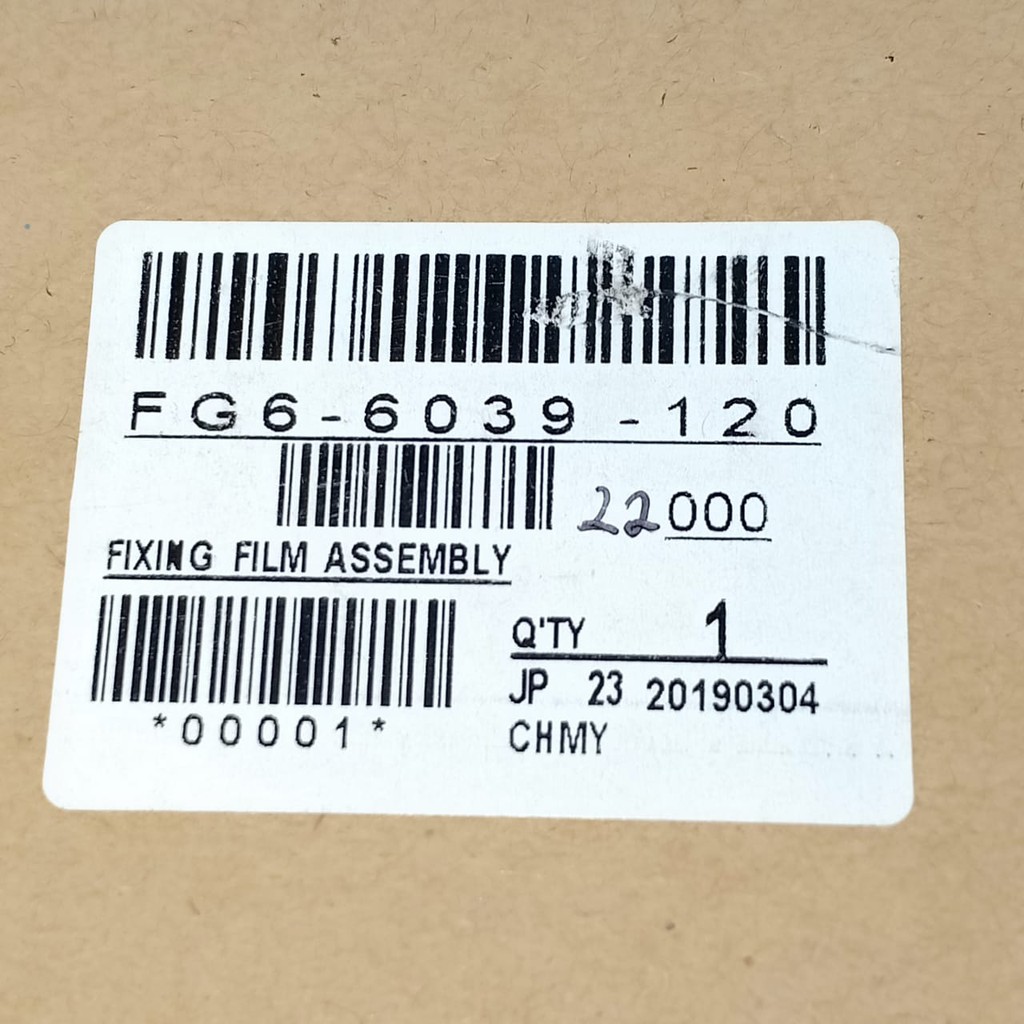 FG6-6039-120
22000
FIXING FILM ASSEMBLY
Q'TY 1
JP 23 20190304
*00001*
CHMY